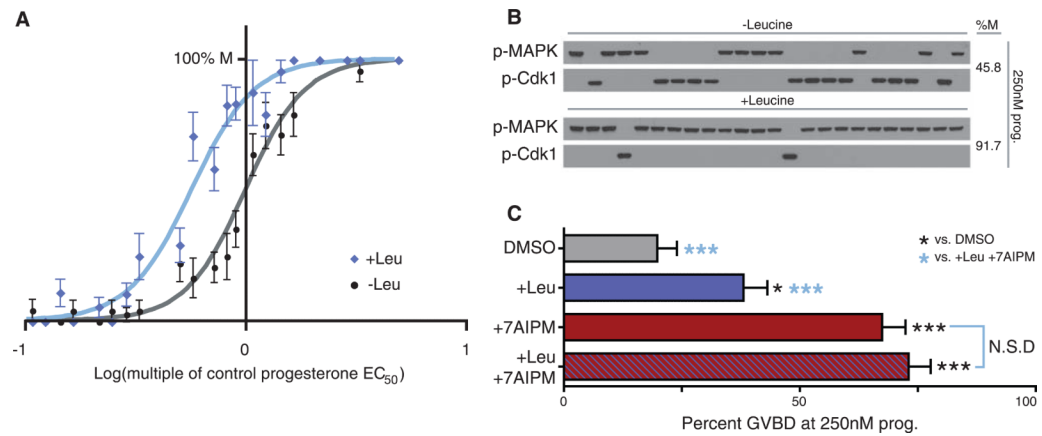 A
100% M
+Leu
-Leu
-1
0
1
Log(multiple of control progesterone EC50)
B
-Leucine
%M
p-MAPK
p-Cdk1
45.8
+Leucine
p-MAPK
p-Cdk1
91.7
250nM prog.
C
DMSO
***
* vs. DMSO
* vs. +Leu +7AIPM
+Leu
* ***
+7AIPM
***
N.S.D
+Leu
+7AIPM
***
0
50
100
Percent GVBD at 250nM prog.